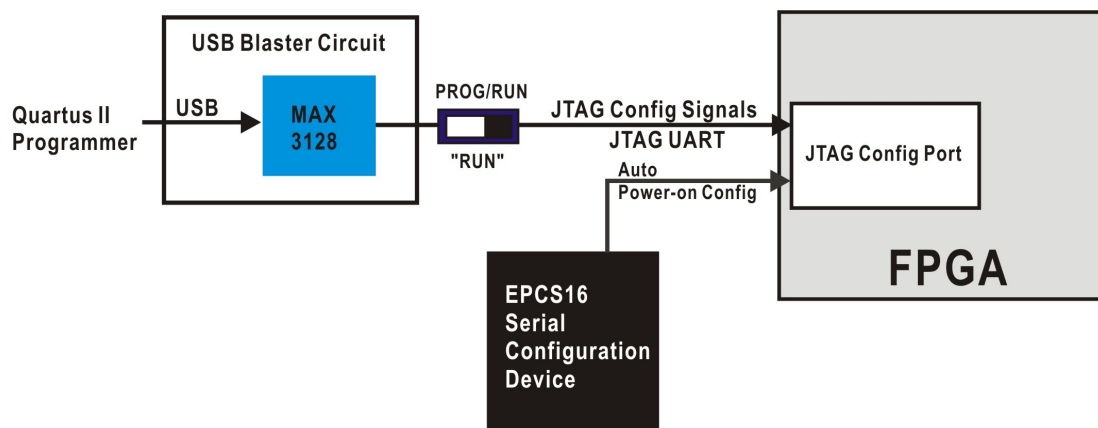 USB Blaster Circuit
Quartus II
Programmer
USB
MAX
3128
PROG/RUN
"RUN"
JTAG Config Signals
JTAG UART
Auto
Power-on Config
JTAG Config Port
FPGA
EPCS16
Serial
Configuration
Device